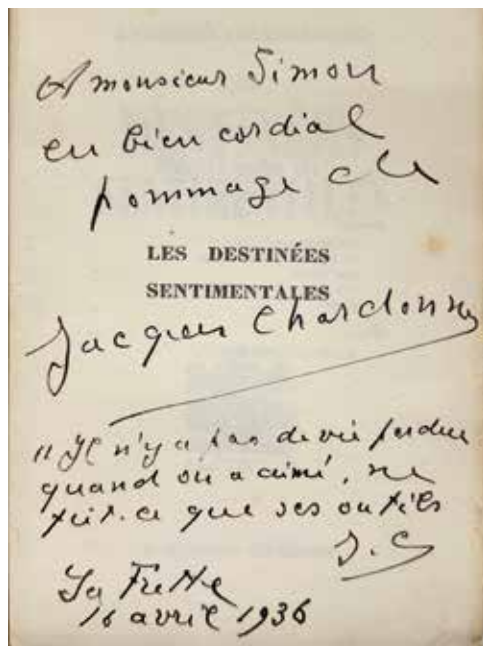 A monsieur Simon
en bien cordial
hommage de
LES DESTINÉES
SENTIMENTALES
Jacques Chardonne
" Il n'y a pas de vie perdue
quand on a aimé, ne
fût-ce que ses outils
J. C
La Frette
16 avril 1936